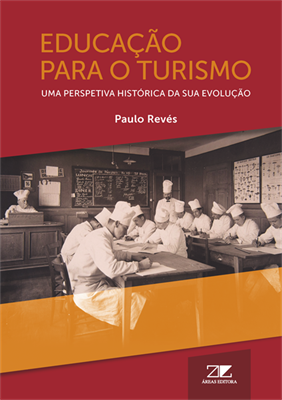 EDUCAÇÃO
PARA O TURISMO
UMA PERSPETIVA HISTÓRICA DA SUA EVOLUÇÃO
Paulo Revés
ÁREAS EDITORA